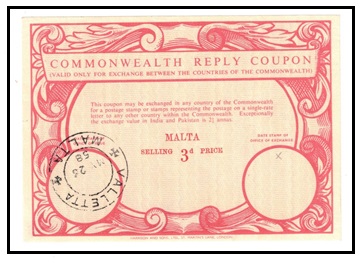 COMMONWEALTH REPLY COUPON
(VALID ONLY FOR EXCHANGE BETWEEN THE COUNTRIES OF THE COMMONWEALTH)
This coupon may be exchanged in any country of the Commonwealth
for a postage stamp or stamps representing the postage on a single-rate
letter to any other country within the Commonwealth. Exceptionally
the exchange value in India and Pakistan is 2½ annas.
MALTA
SELLING 3d PRICE
DATE STAMP OF
OFFICE OF EXCHANGE
x
VALLETTA
MALTA
26
58